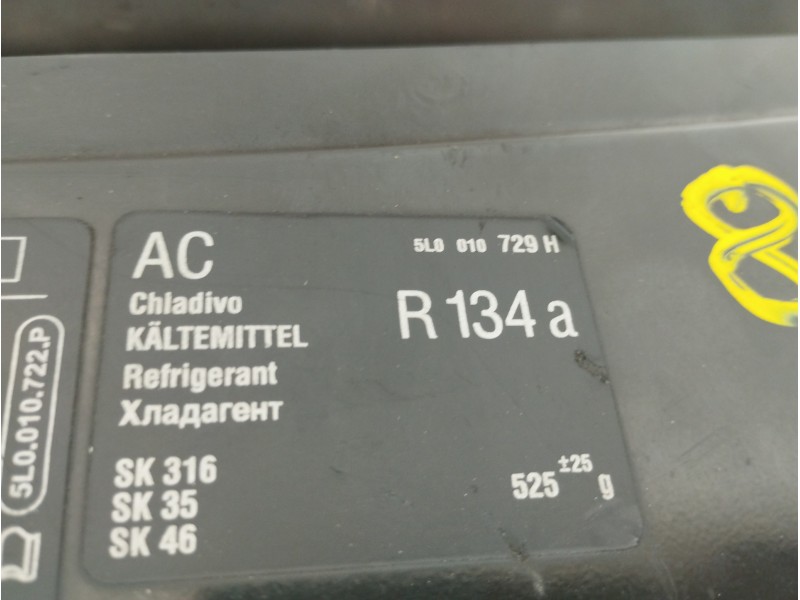 AC
5L0 010 729 H
Chladivo
KÄLTEMITTEL
Refrigerant
Хладагент
R 134 a
SK 316
SK 35
SK 46
525 ±25 g
5L0.010.722.P
8